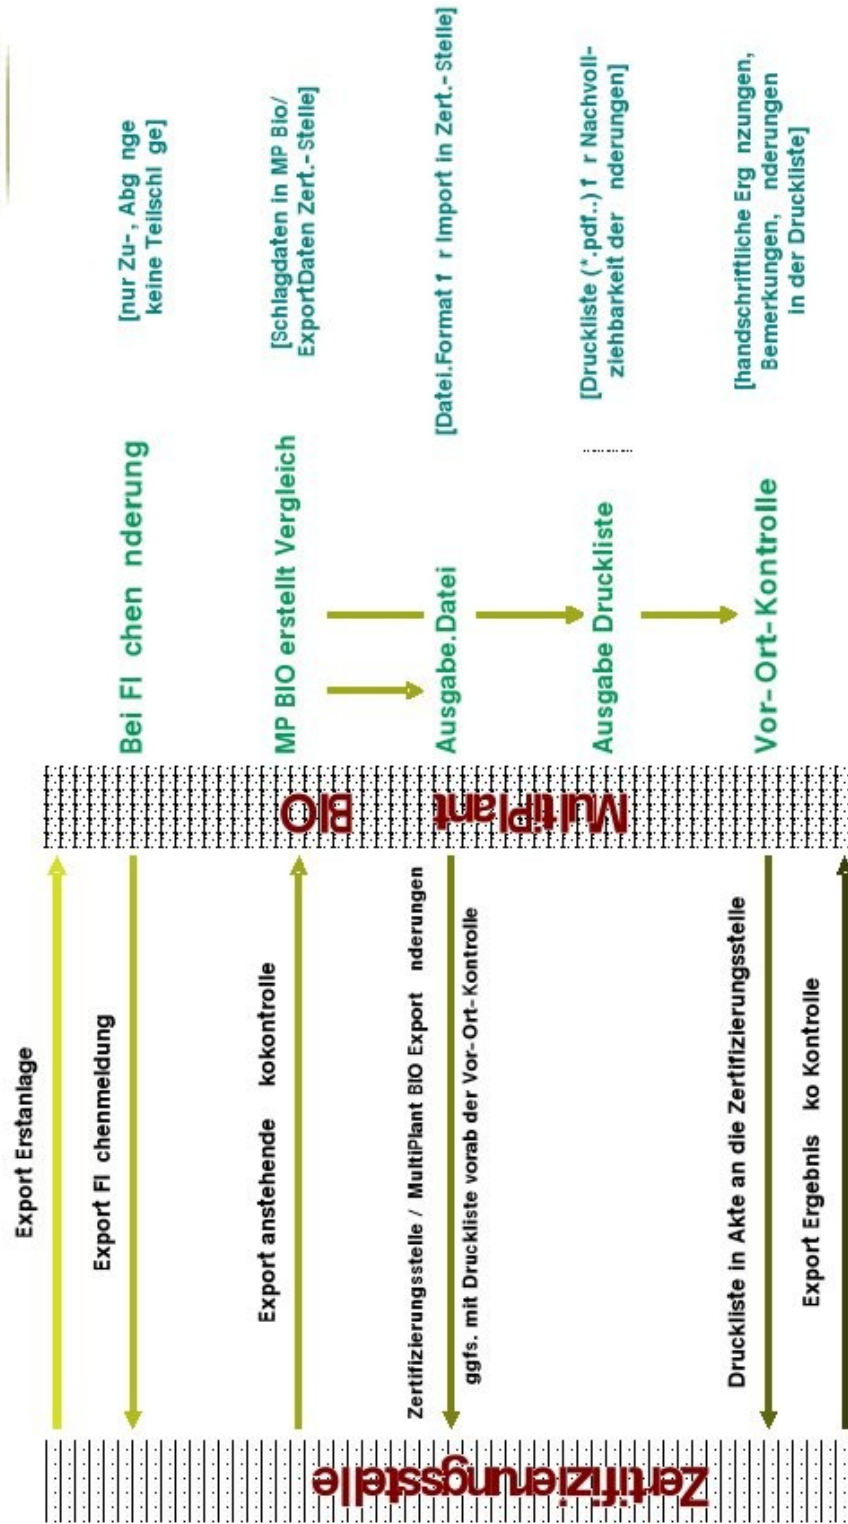 Export Erstanlage
Export Fl chenmeldung
Bei Fl chen nderung
[nur Zu-, Abg nge
keine Teilschl ge]
Export anstehende kokontrolle
MP BIO erstellt Vergleich
[Schlagdaten in MP Bio/
ExportDaten Zert.-Stelle]
Zertifizierungsstelle / MultiPlant BIO Export nderungen
ggfs. mit Druckliste vorab der Vor-Ort-Kontrolle
Ausgabe.Datei
[Datei.Format f r Import in Zert.-Stelle]
Ausgabe Druckliste
[Druckliste (*.pdf..) f r Nachvoll-
ziehbarkeit der nderungen]
Druckliste in Akte an die Zertifizierungsstelle
Vor-Ort-Kontrolle
[handschriftliche Erg nzungen,
Bemerkungen, nderungen
in der Druckliste]
Export Ergebnis ko Kontrolle
Zertifizierungsstelle
MultiPlant BIO